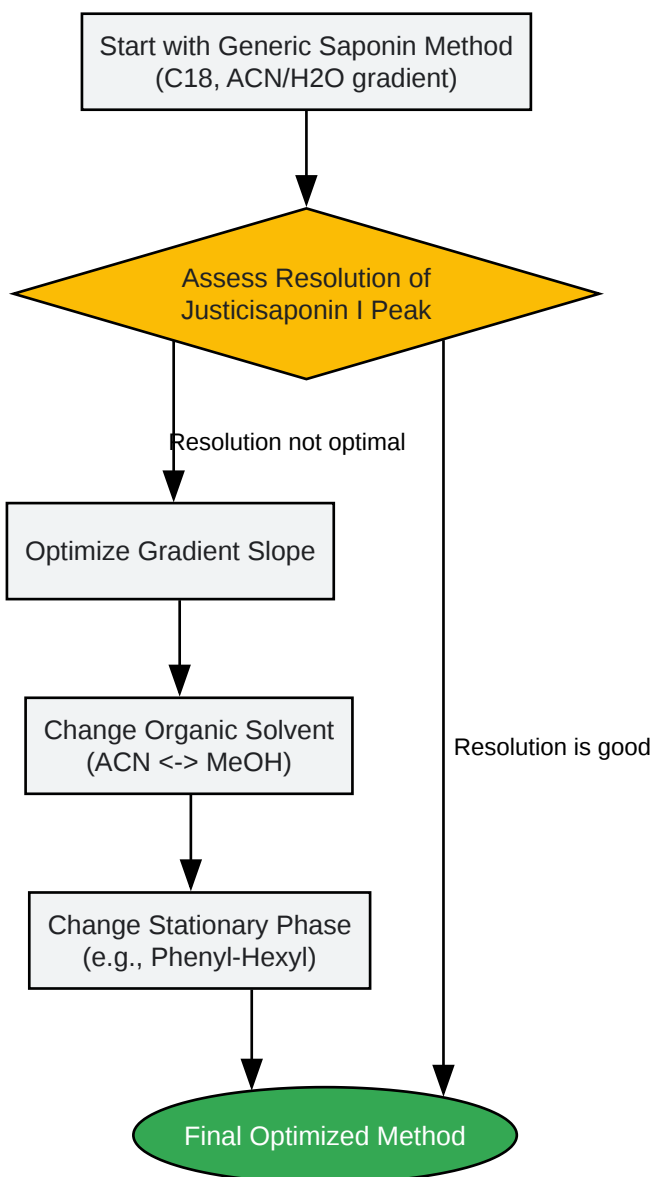 Start with Generic Saponin Method
(C18, ACN/H2O gradient)
Assess Resolution of
Justicisaponin I Peak
Resolution not optimal
Optimize Gradient Slope
Change Organic Solvent
(ACN <-> MeOH)
Resolution is good
Change Stationary Phase
(e.g., Phenyl-Hexyl)
Final Optimized Method